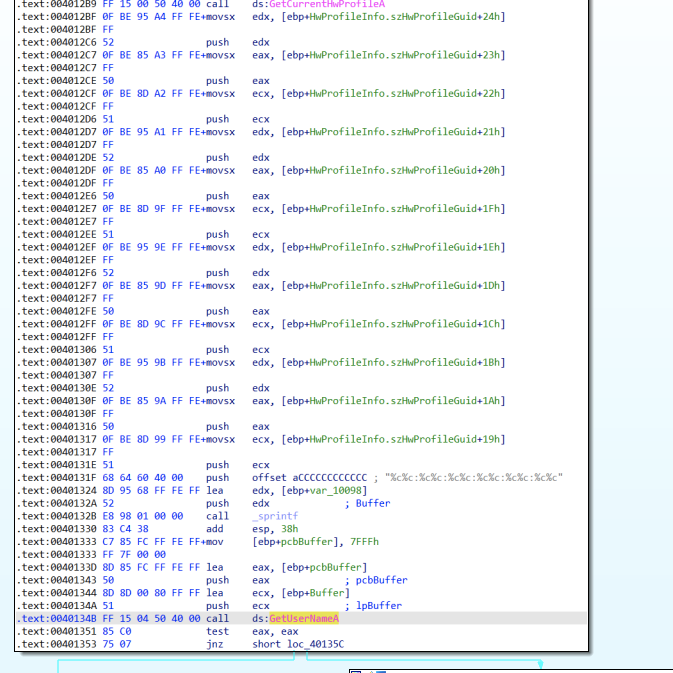 .text:004012B9 FF 15 00 50 40 00 call ds:GetCurrentHwProfileA
.text:004012BF 0F BE 95 A4 FF FE+movsx edx, [ebp+HwProfileInfo.szHwProfileGuid+24h]
.text:004012BF FF
.text:004012C6 52 push edx
.text:004012C7 0F BE 85 A3 FF FE+movsx eax, [ebp+HwProfileInfo.szHwProfileGuid+23h]
.text:004012C7 FF
.text:004012CE 50 push eax
.text:004012CF 0F BE 8D A2 FF FE+movsx ecx, [ebp+HwProfileInfo.szHwProfileGuid+22h]
.text:004012CF FF
.text:004012D6 51 push ecx
.text:004012D7 0F BE 95 A1 FF FE+movsx edx, [ebp+HwProfileInfo.szHwProfileGuid+21h]
.text:004012D7 FF
.text:004012DE 52 push edx
.text:004012DF 0F BE 85 A0 FF FE+movsx eax, [ebp+HwProfileInfo.szHwProfileGuid+20h]
.text:004012DF FF
.text:004012E6 50 push eax
.text:004012E7 0F BE 8D 9F FF FE+movsx ecx, [ebp+HwProfileInfo.szHwProfileGuid+1Fh]
.text:004012E7 FF
.text:004012EE 51 push ecx
.text:004012EF 0F BE 95 9E FF FE+movsx edx, [ebp+HwProfileInfo.szHwProfileGuid+1Eh]
.text:004012EF FF
.text:004012F6 52 push edx
.text:004012F7 0F BE 85 9D FF FE+movsx eax, [ebp+HwProfileInfo.szHwProfileGuid+1Dh]
.text:004012F7 FF
.text:004012FE 50 push eax
.text:004012FF 0F BE 8D 9C FF FE+movsx ecx, [ebp+HwProfileInfo.szHwProfileGuid+1Ch]
.text:004012FF FF
.text:00401306 51 push ecx
.text:00401307 0F BE 95 9B FF FE+movsx edx, [ebp+HwProfileInfo.szHwProfileGuid+1Bh]
.text:00401307 FF
.text:0040130E 52 push edx
.text:0040130F 0F BE 85 9A FF FE+movsx eax, [ebp+HwProfileInfo.szHwProfileGuid+1Ah]
.text:0040130F FF
.text:00401316 50 push eax
.text:00401317 0F BE 8D 99 FF FE+movsx ecx, [ebp+HwProfileInfo.szHwProfileGuid+19h]
.text:00401317 FF
.text:0040131E 51 push ecx
.text:0040131F 68 64 60 40 00 push offset aCCCCCCCCCCCC ; "%c%c:%c%c:%c%c:%c%c:%c%c:%c%c"
.text:00401324 8D 95 68 FF FE FF lea edx, [ebp+var_10098]
.text:0040132A 52 push edx ; Buffer
.text:0040132B E8 98 01 00 00 call _sprintf
.text:00401330 83 C4 38 add esp, 38h
.text:00401333 C7 85 FC FF FE FF+mov [ebp+pcbBuffer], 7FFFh
.text:00401333 FF 7F 00 00
.text:0040133D 8D 85 FC FF FE FF lea eax, [ebp+pcbBuffer]
.text:00401343 50 push eax ; pcbBuffer
.text:00401344 8D 8D 00 80 FF FF lea ecx, [ebp+Buffer]
.text:0040134A 51 push ecx ; lpBuffer
.text:0040134B FF 15 04 50 40 00 call ds:GetUserNameA
.text:00401351 85 C0 test eax, eax
.text:00401353 75 07 jnz short loc_40135C